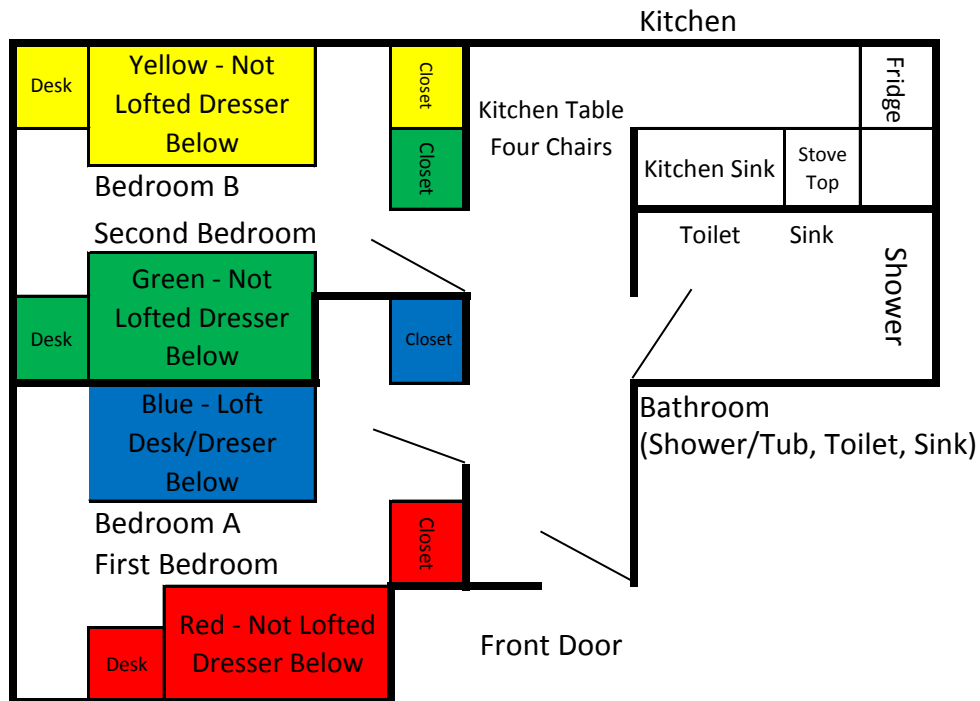 Kitchen
Desk
Yellow - Not
Lofted Dresser
Below
Closet
Kitchen Table
Four Chairs
Fridge
Closet
Kitchen Sink
Stove
Top
Bedroom B
Second Bedroom
Toilet
Sink
Shower
Desk
Green - Not
Lofted Dresser
Below
Closet
Blue - Loft
Desk/Dreser
Below
Bathroom
(Shower/Tub, Toilet, Sink)
Bedroom A
First Bedroom
Closet
Desk
Red - Not Lofted
Dresser Below
Front Door